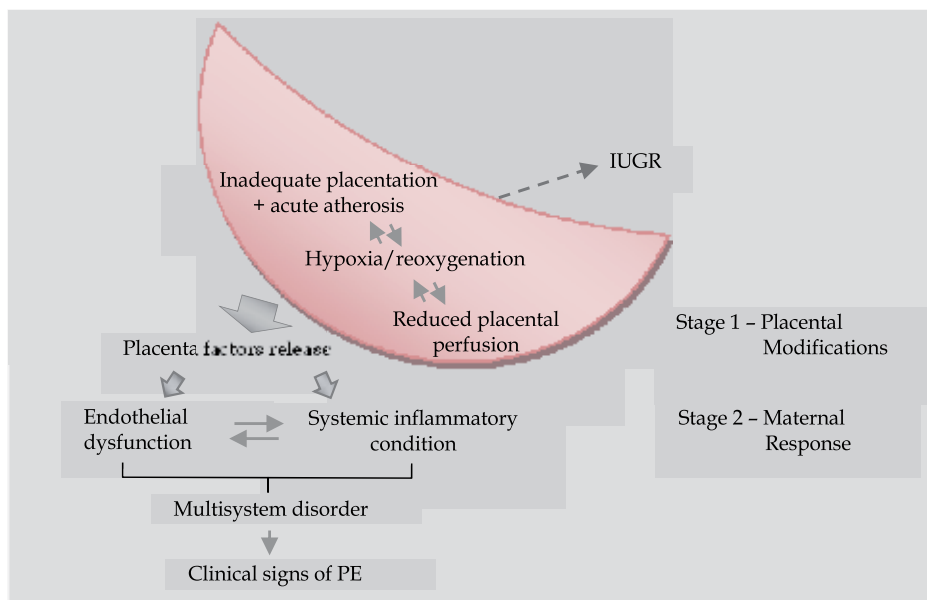 IUGR
Inadequate placentation
+ acute atherosis
Hypoxia/reoxygenation
Reduced placental
perfusion
Stage 1 – Placental
Modifications
Placenta factors release
Endothelial
dysfunction
Systemic inflammatory
condition
Stage 2 – Maternal
Response
Multisystem disorder
Clinical signs of PE